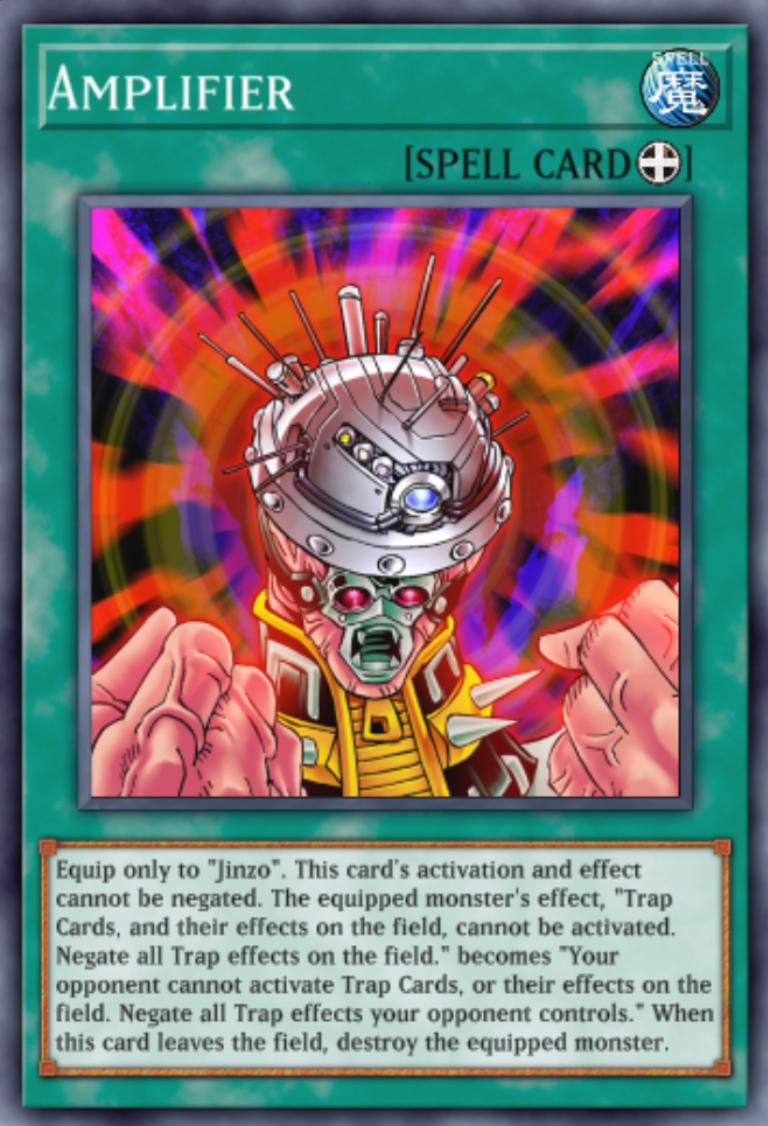 AMPLIFIER
SPELL
魔
[SPELL CARD]
Equip only to "Jinzo". This card's activation and effect
cannot be negated. The equipped monster's effect, "Trap
Cards, and their effects on the field, cannot be activated.
Negate all Trap effects on the field." becomes "Your
opponent cannot activate Trap Cards, or their effects on the
field. Negate all Trap effects your opponent controls." When
this card leaves the field, destroy the equipped monster.